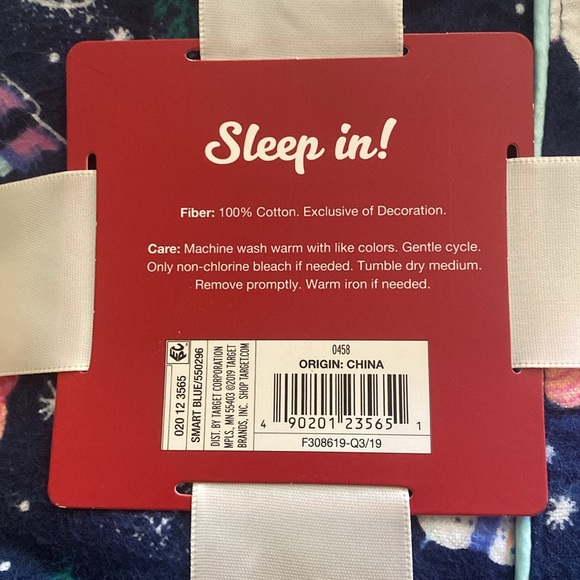 Sleep in!
Fiber: 100% Cotton. Exclusive of Decoration.
Care: Machine wash warm with like colors. Gentle cycle.
Only non-chlorine bleach if needed. Tumble dry medium.
Remove promptly. Warm iron if needed.
020 12 3565
SMART BLUE/550296
DIST. BY TARGET CORPORATION
MPLS, MN 55403 ©2019 TARGET
BRANDS, INC. SHOP TARGET.COM
0458
ORIGIN: CHINA
4 90201 23565 1
F308619-Q3/19